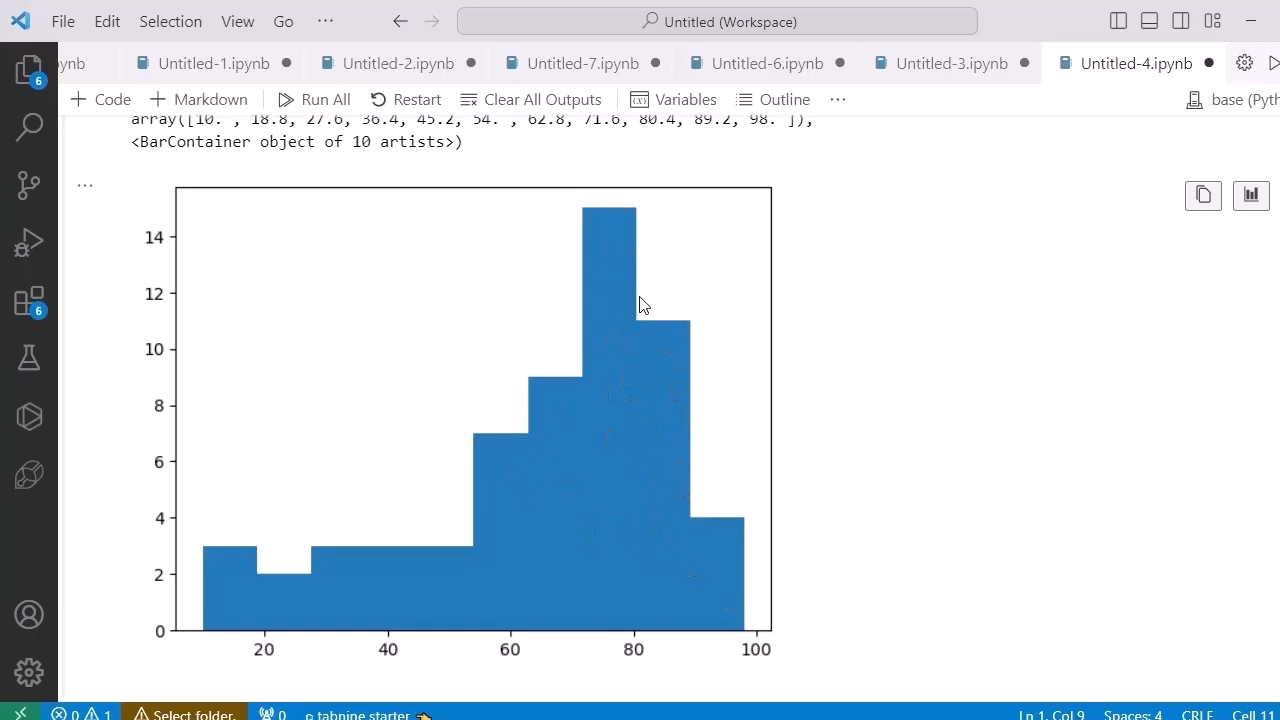 File Edit Selection View Go ··· Untitled (Workspace)
ynb Untitled-1.ipynb Untitled-2.ipynb Untitled-7.ipynb Untitled-6.ipynb Untitled-3.ipynb Untitled-4.ipynb
+ Code + Markdown Run All Restart Clear All Outputs Variables Outline ··· base (Pyth
array([10. , 18.8, 27.6, 36.4, 45.2, 54. , 62.8, 71.6, 80.4, 89.2, 98. ]),
<BarContainer object of 10 artists>)
14
12
10
8
6
4
2
0
20 40 60 80 100
6
6
0 1 Select folder. 0 tabnine starter Ln 1, Col 9 Spaces: 4 CRLF Cell 11